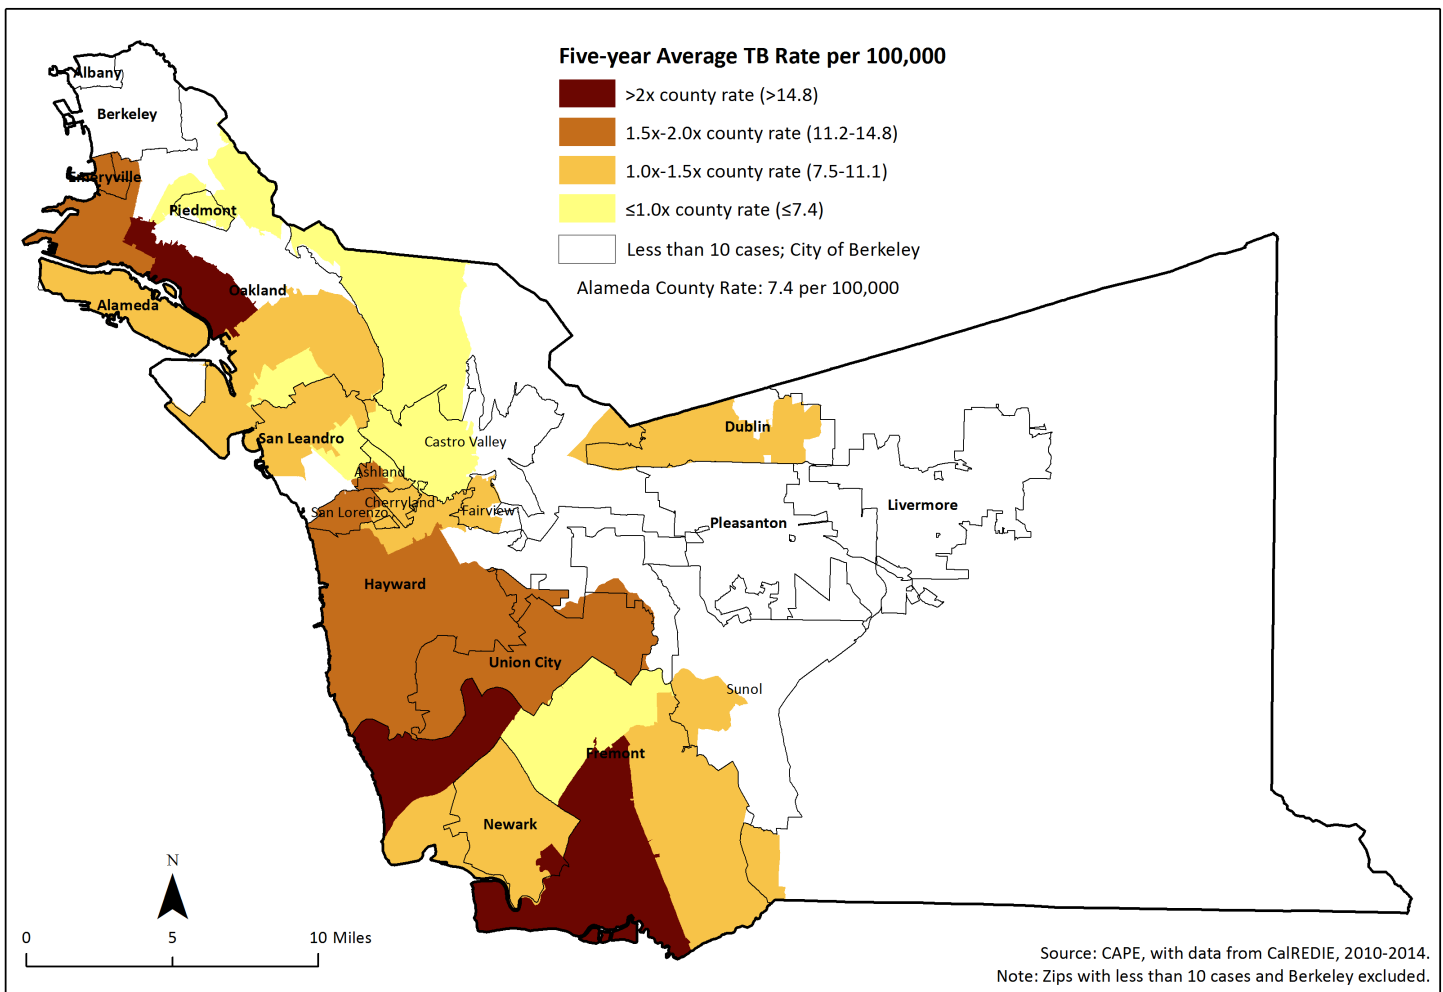 Five-year Average TB Rate per 100,000
>2x county rate (>14.8)
1.5x-2.0x county rate (11.2-14.8)
1.0x-1.5x county rate (7.5-11.1)
≤1.0x county rate (≤7.4)
Less than 10 cases; City of Berkeley
Alameda County Rate: 7.4 per 100,000
Albany
Berkeley
Emeryville
Piedmont
Oakland
Alameda
San Leandro
Castro Valley
Dublin
Ashland
Cherryland
San Lorenzo
Fairview
Livermore
Pleasanton
Hayward
Union City
Sunol
Fremont
Newark
N
0 5 10 Miles
Source: CAPE, with data from CalREDIE, 2010-2014.
Note: Zips with less than 10 cases and Berkeley excluded.